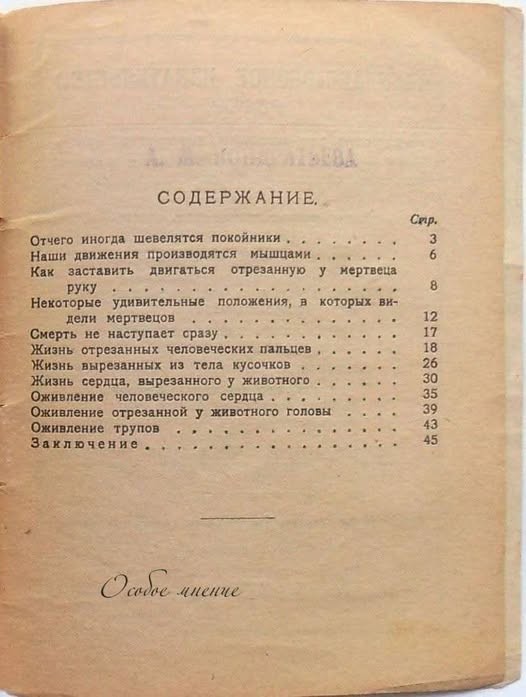 СОДЕРЖАНИЕ.
Стр.
Отчего иногда шевелятся покойники . . . . . . . . 3
Наши движения производятся мышцами . . . . . . 6
Как заставить двигаться отрезанную у мертвеца
руку . . . . . . . . . . . . . . . . . . . . 8
Некоторые удивительные положения, в которых ви-
дели мертвецов . . . . . . . . . . . . . . . 12
Смерть не наступает сразу . . . . . . . . . . . . 17
Жизнь отрезанных человеческих пальцев . . . . . . 18
Жизнь вырезанных из тела кусочков . . . . . . . . 26
Жизнь сердца, вырезанного у животного . . . . . . 30
Оживление человеческого сердца . . . . . . . . . 35
Оживление отрезанной у животного головы . . . . . 39
Оживление трупов . . . . . . . . . . . . . . . 43
Заключение . . . . . . . . . . . . . . . . . 45
Особое мнение